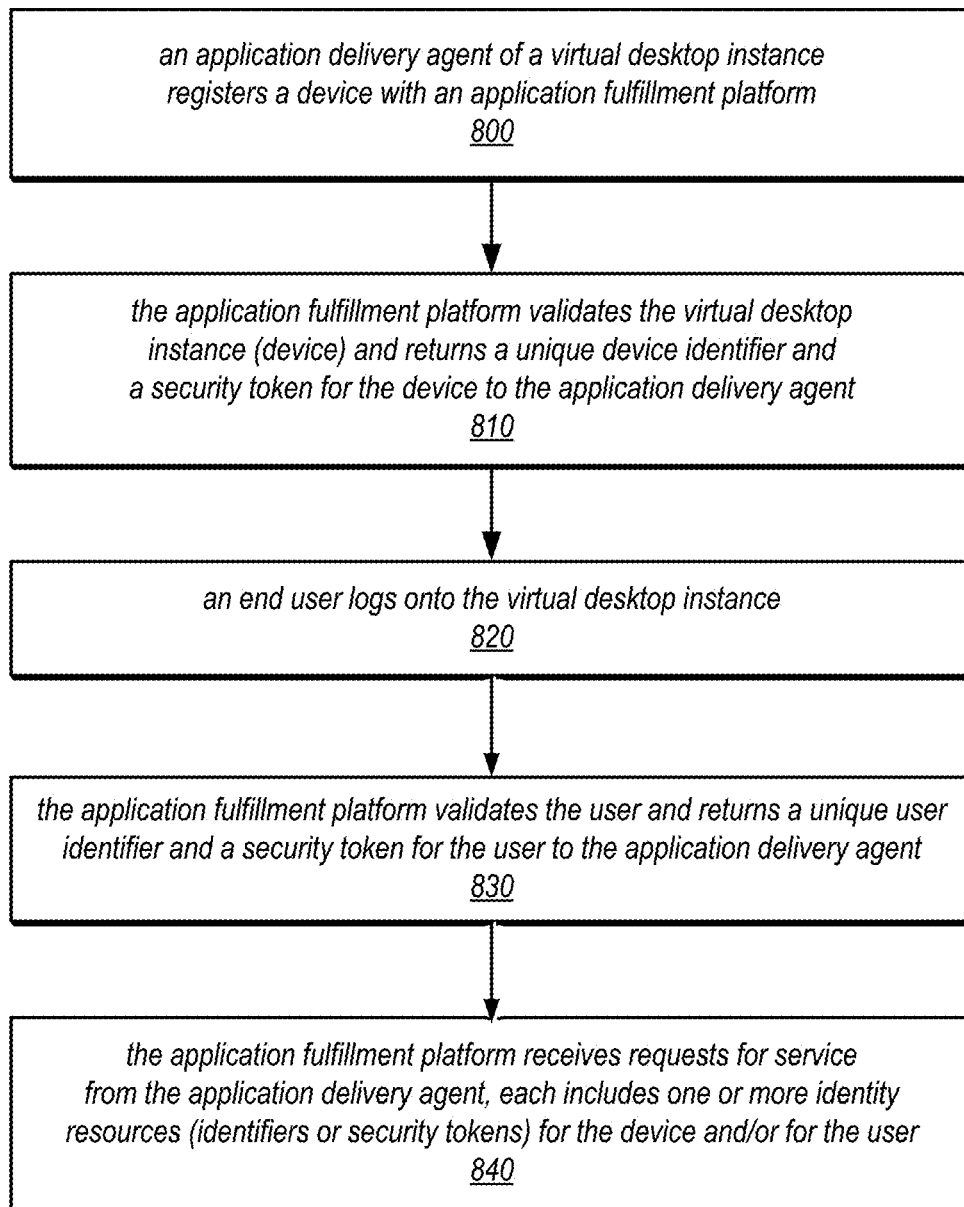 an application delivery agent of a virtual desktop instance
registers a device with an application fulfillment platform
800
the application fulfillment platform validates the virtual desktop
instance (device) and returns a unique device identifier and
a security token for the device to the application delivery agent
810
an end user logs onto the virtual desktop instance
820
the application fulfillment platform validates the user and returns a unique user
identifier and a security token for the user to the application delivery agent
830
the application fulfillment platform receives requests for service
from the application delivery agent, each includes one or more identity
resources (identifiers or security tokens) for the device and/or for the user
840